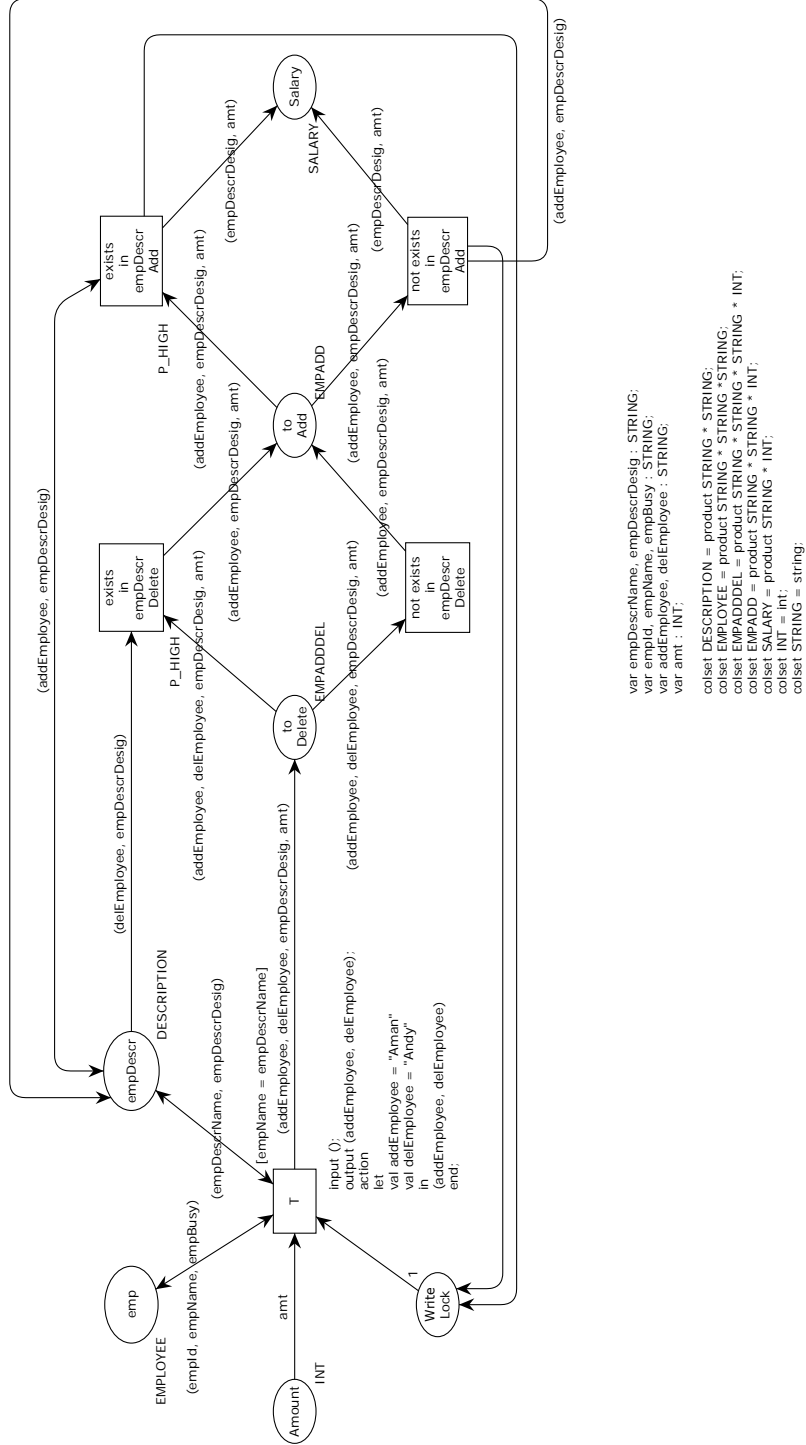 emp
EMPLOYEE
(empId, empName, empBusy)
Amount
INT
amt
Write
Lock
1
T
[empName = empDescrName]
input ();
output (addEmployee, delEmployee);
action
let
val addEmployee = "Aman"
val delEmployee = "Andy"
in
(addEmployee, delEmployee)
end;
(empDescrName, empDescrDesig)
empDescr
DESCRIPTION
(addEmployee, delEmployee, empDescrDesig, amt)
(delEmployee, empDescrDesig)
(addEmployee, empDescrDesig)
to
Delete
EMPADDDEL
(addEmployee, delEmployee, empDescrDesig, amt)
(addEmployee, delEmployee, empDescrDesig, amt)
exists
in
empDescr
Delete
P_HIGH
not exists
in
empDescr
Delete
(addEmployee, empDescrDesig, amt)
(addEmployee, empDescrDesig, amt)
to
Add
EMPADD
(addEmployee, empDescrDesig, amt)
(addEmployee, empDescrDesig, amt)
exists
in
empDescr
Add
P_HIGH
not exists
in
empDescr
Add
(empDescrDesig, amt)
(empDescrDesig, amt)
Salary
SALARY
(addEmployee, empDescrDesig)
var empDescrName, empDescrDesig : STRING;
var empId, empName, empBusy : STRING;
var addEmployee, delEmployee : STRING;
var amt : INT;
colset DESCRIPTION = product STRING * STRING;
colset EMPLOYEE = product STRING * STRING *STRING;
colset EMPADDDEL = product STRING * STRING * STRING * INT;
colset EMPADD = product STRING * STRING * INT;
colset SALARY = product STRING * INT;
colset INT = int;
colset STRING = string;